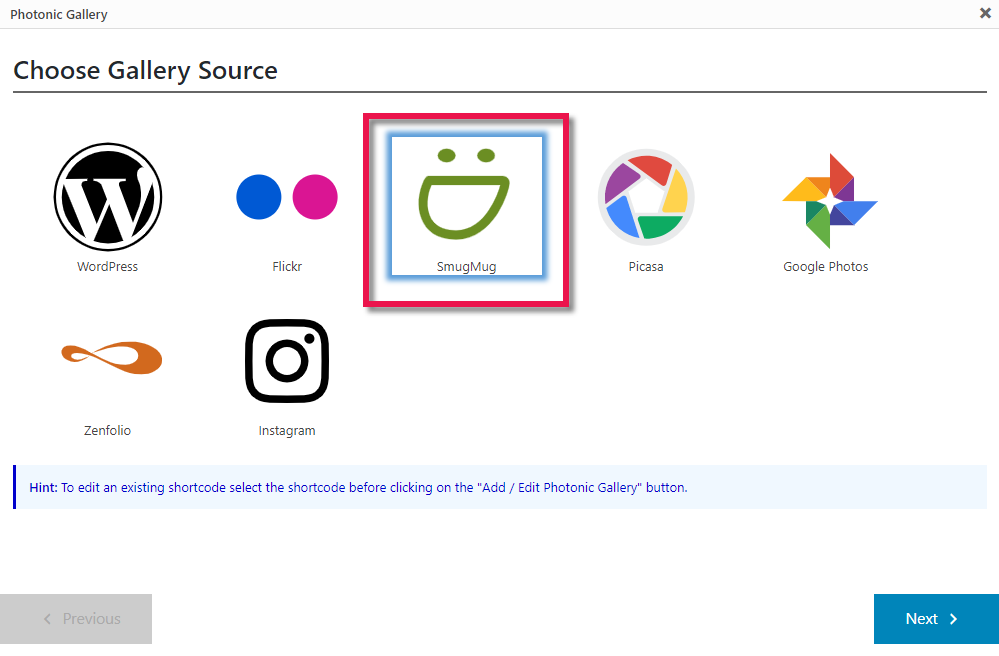 Photonic Gallery
Choose Gallery Source
WordPress
Flickr
SmugMug
Picasa
Google Photos
Zenfolio
Instagram
Hint: To edit an existing shortcode select the shortcode before clicking on the "Add / Edit Photonic Gallery" button.
Previous
Next